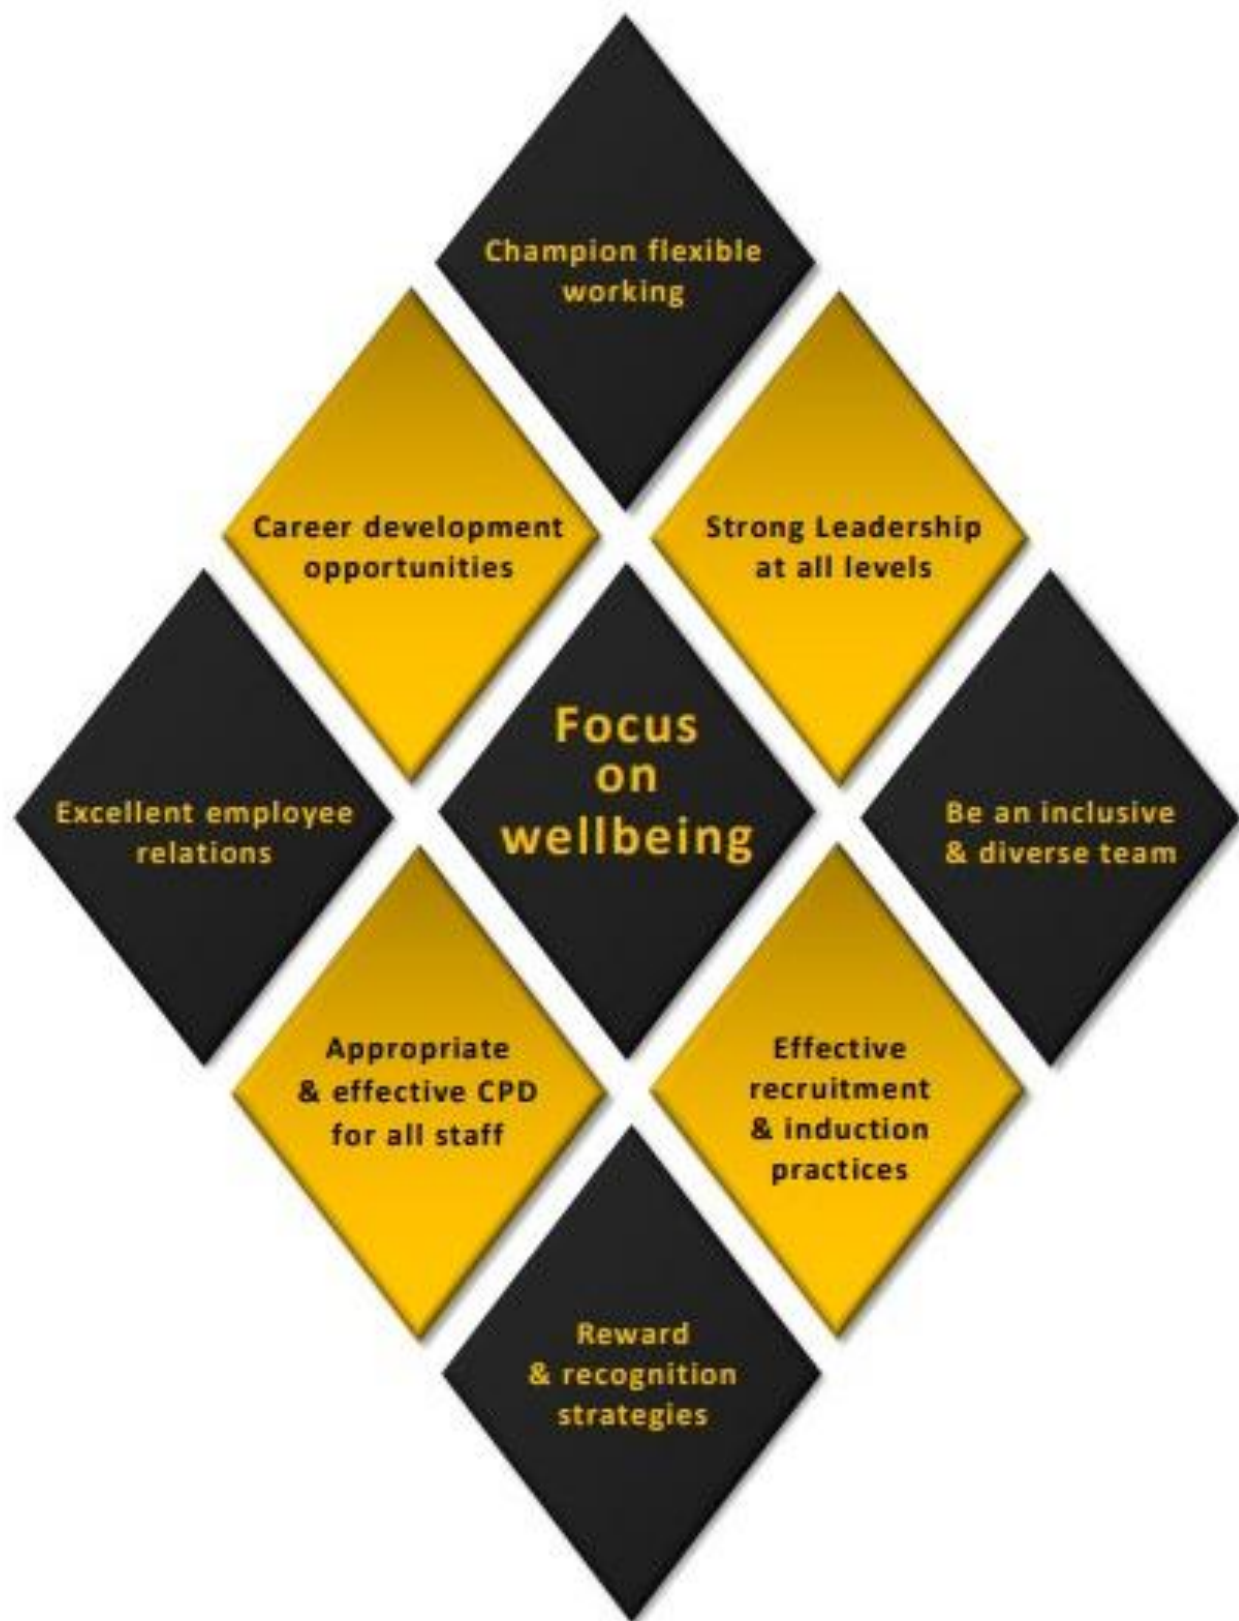 Champion flexible
working
Career development
opportunities
Strong Leadership
at all levels
Excellent employee
relations
Focus
on
wellbeing
Be an inclusive
& diverse team
Appropriate
& effective CPD
for all staff
Effective
recruitment
& induction
practices
Reward
& recognition
strategies